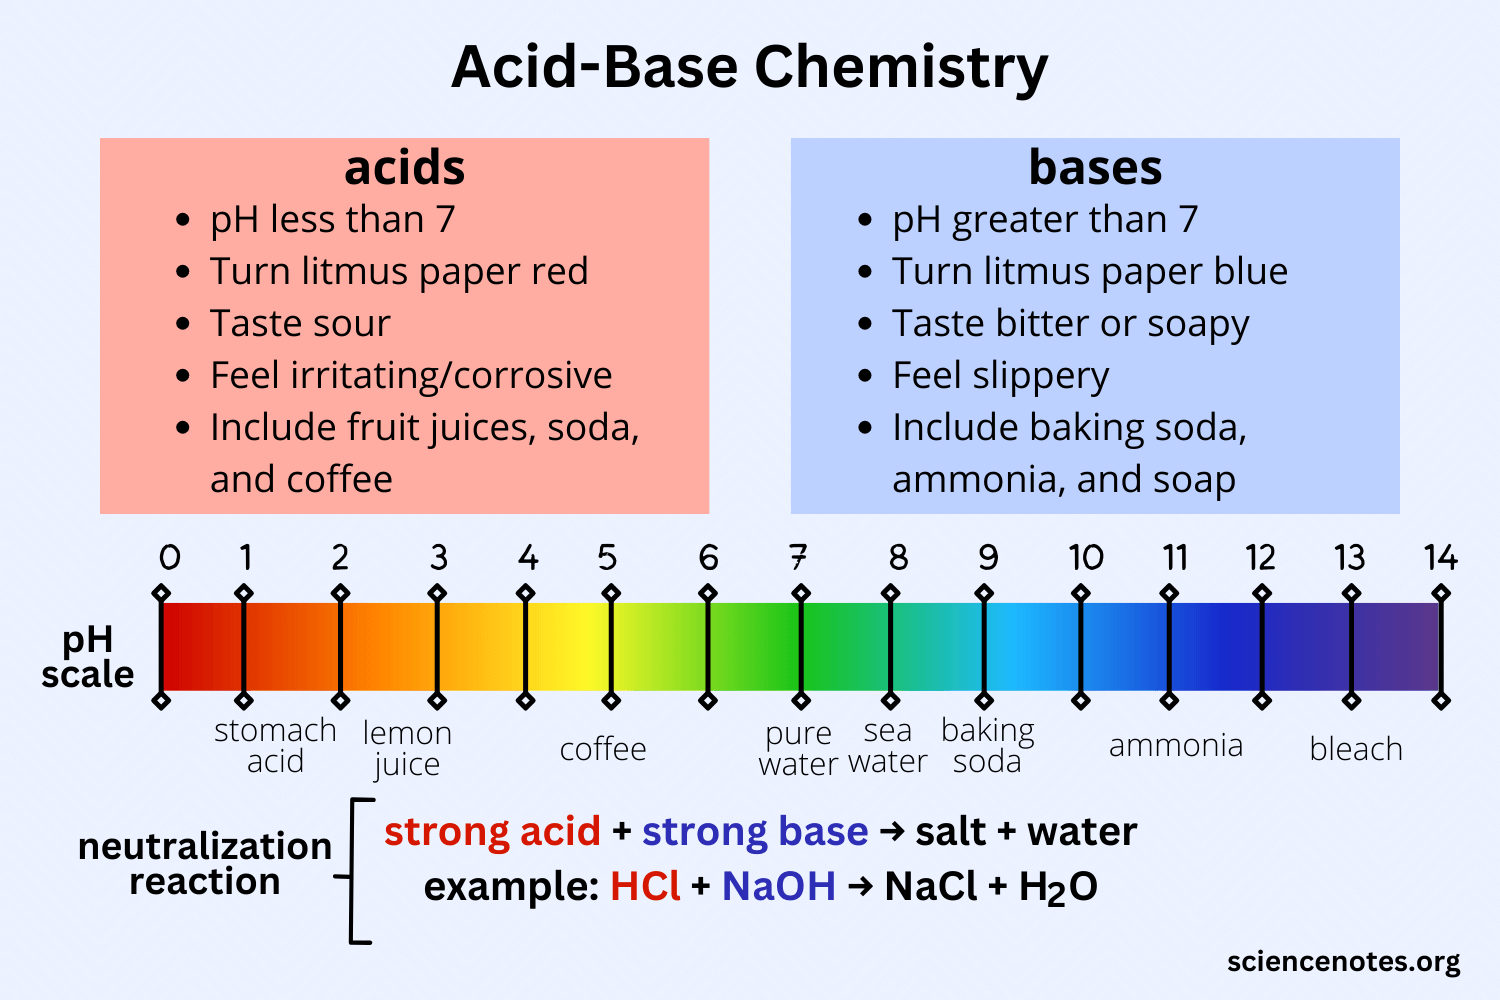 Acid-Base Chemistry
acids
• pH less than 7
• Turn litmus paper red
• Taste sour
• Feel irritating/corrosive
• Include fruit juices, soda,
and coffee
bases
• pH greater than 7
• Turn litmus paper blue
• Taste bitter or soapy
• Feel slippery
• Include baking soda,
ammonia, and soap
0 1 2 3 4 5 6 7 8 9 10 11 12 13 14
pH
scale
stomach
acid
lemon
juice
coffee
pure
water
sea
water
baking
soda
ammonia
bleach
neutralization
reaction
strong acid + strong base → salt + water
example: HCl + NaOH → NaCl + H₂O
sciencenotes.org